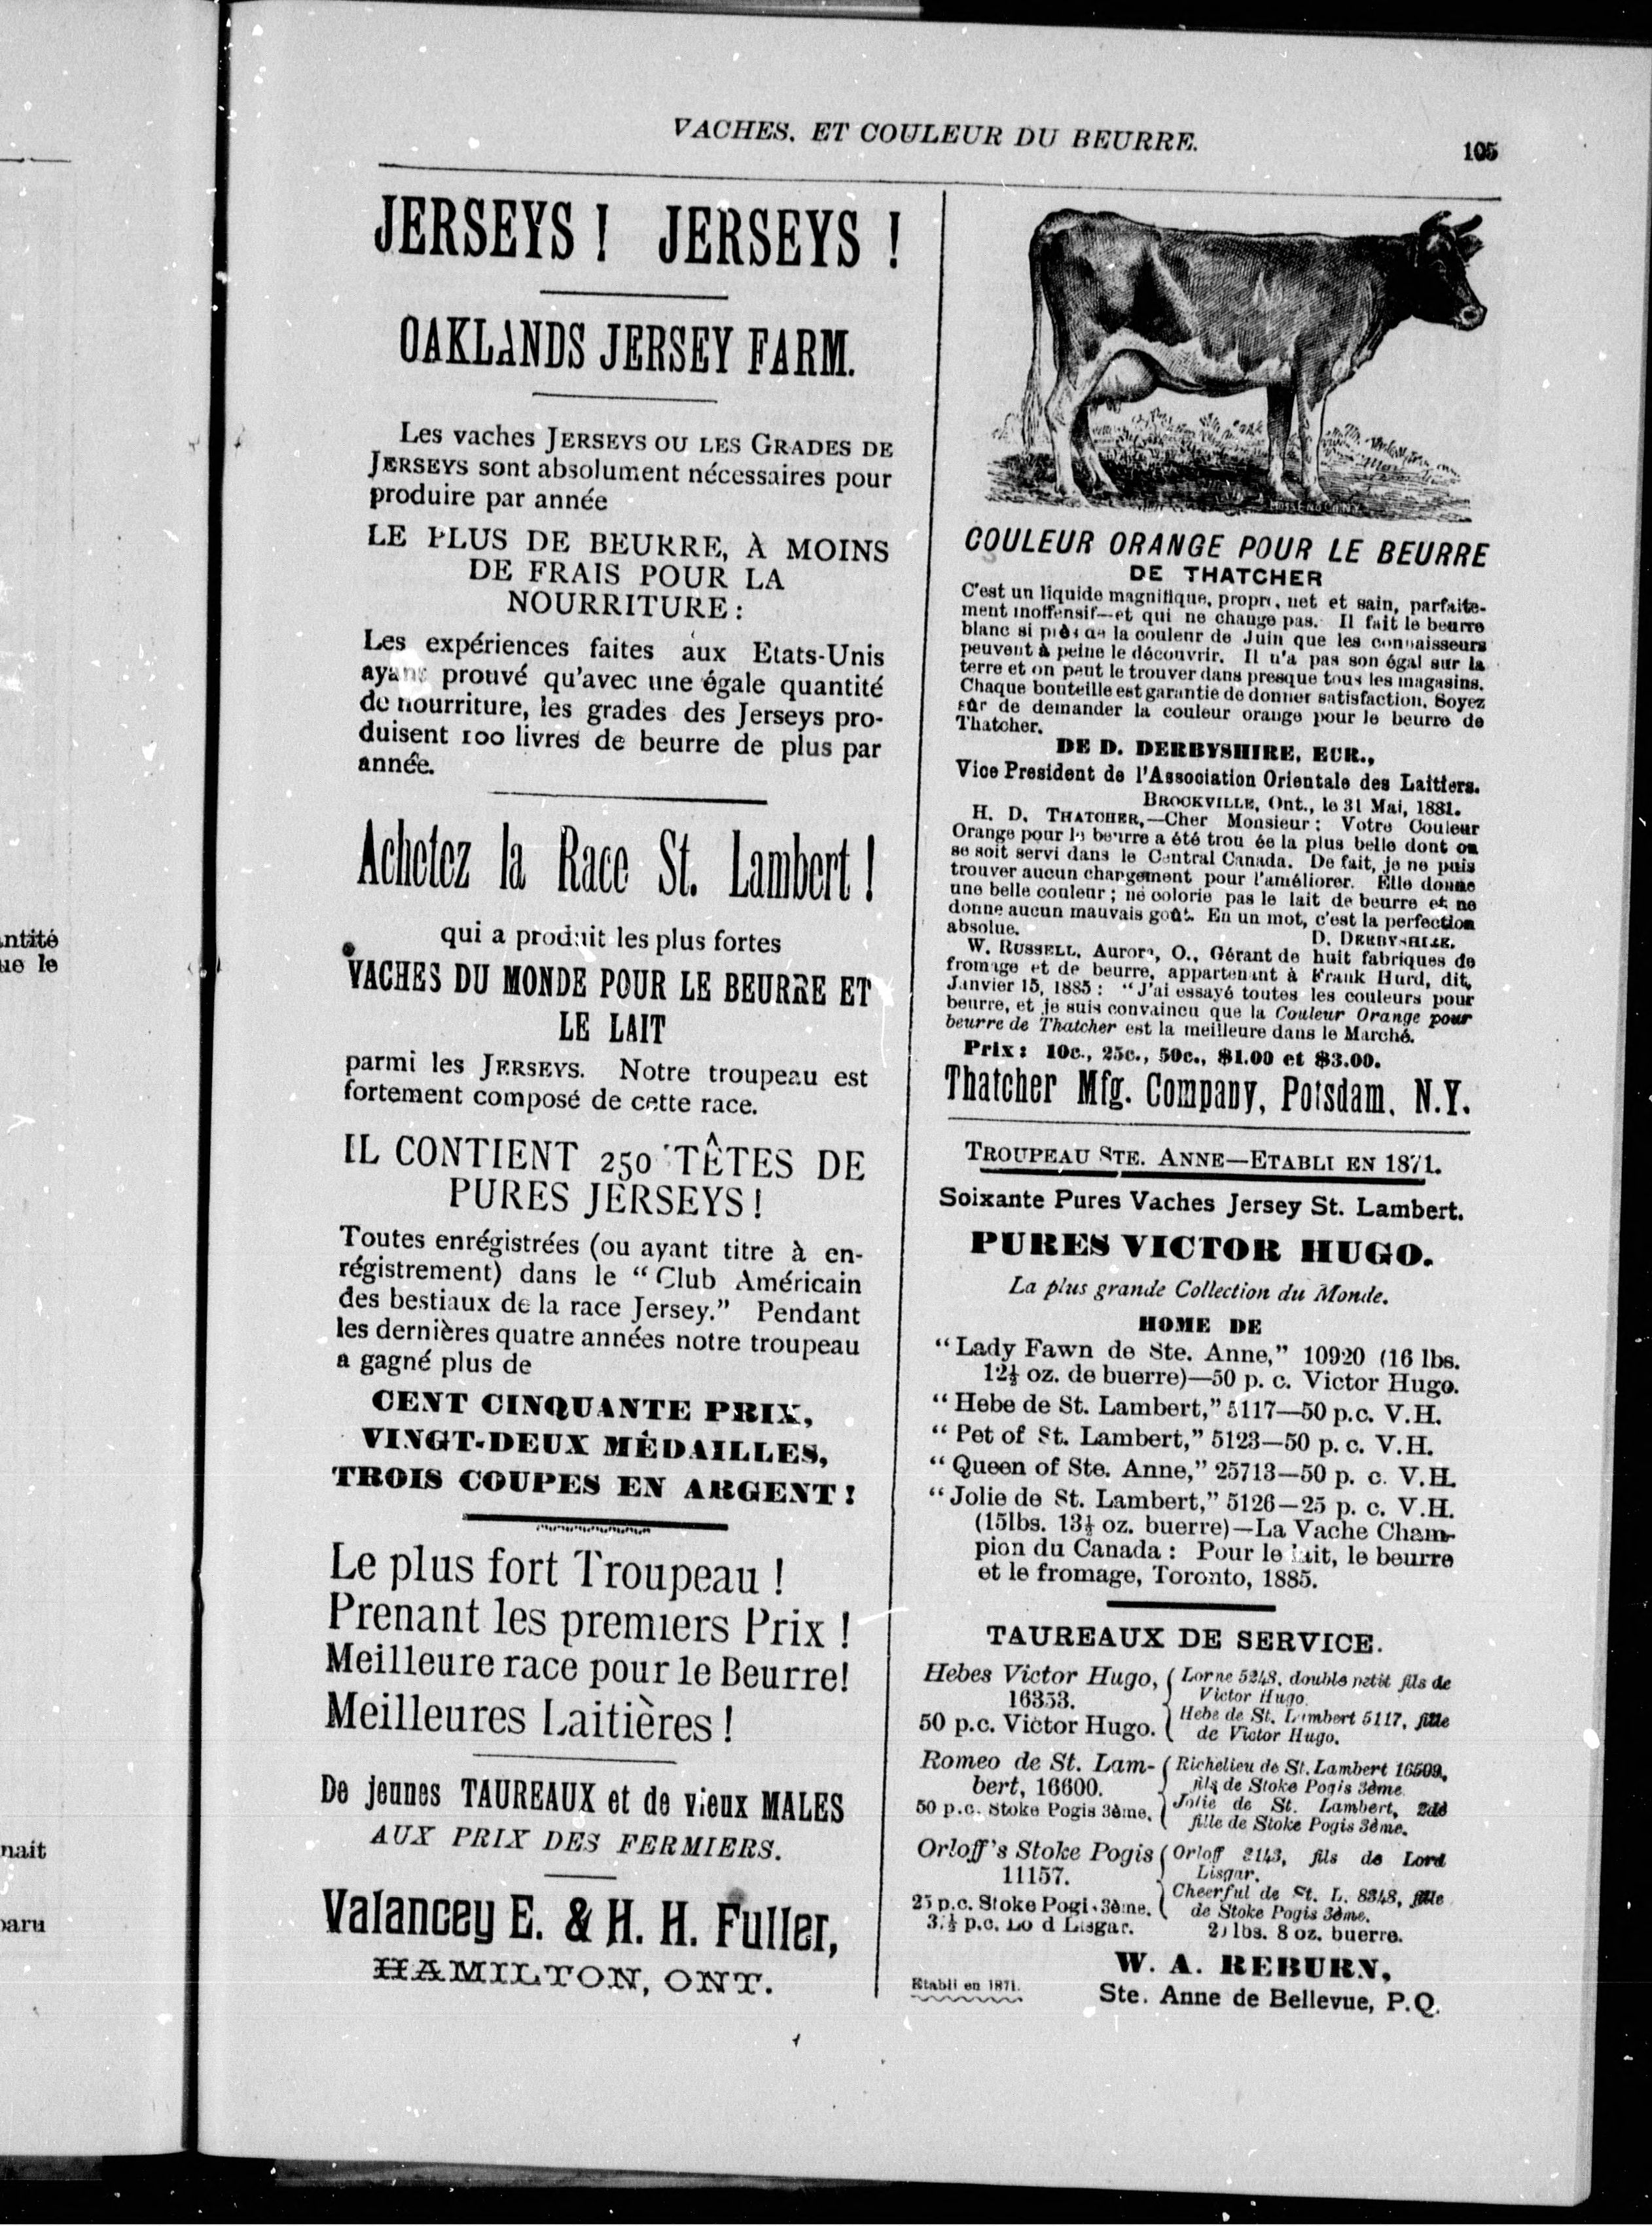 VACHES. ET COULEUR DU BEURRE.
105
JERSEYS ! JERSEYS !
OAKLANDS JERSEY FARM.
Les vaches JERSEYS OU LES GRADES DE
JERSEYS sont absolument nécessaires pour
produire par année
LE PLUS DE BEURRE, À MOINS
DE FRAIS POUR LA
NOURRITURE :
Les expériences faites aux Etats-Unis
ayant prouvé qu'avec une égale quantité
de nourriture, les grades des Jerseys pro-
duisent 100 livres de beurre de plus par
année.
Achetez la Race St. Lambert !
qui a produit les plus fortes
VACHES DU MONDE POUR LE BEURRE ET
LE LAIT
parmi les JERSEYS. Notre troupeau est
fortement composé de cette race.
IL CONTIENT 250 TÊTES DE
PURES JERSEYS !
Toutes enrégistrées (ou ayant titre à en-
régistrement) dans le “ Club Américain
des bestiaux de la race Jersey.” Pendant
les dernières quatre années notre troupeau
a gagné plus de
CENT CINQUANTE PRIX,
VINGT-DEUX MÉDAILLES,
TROIS COUPES EN ARGENT !
Le plus fort Troupeau !
Prenant les premiers Prix !
Meilleure race pour le Beurre!
Meilleures Laitières !
De jeunes TAUREAUX et de vieux MALES
AUX PRIX DES FERMIERS.
Valancey E. & H. H. Fuller,
HAMILTON, ONT.
COULEUR ORANGE POUR LE BEURRE
DE THATCHER
C'est un liquide magnifique, propre, net et sain, parfaite-
ment inoffensif—et qui ne change pas. Il fait le beurre
blanc si près de la couleur de Juin que les connaisseurs
peuvent à peine le découvrir. Il n'a pas son égal sur la
terre et on peut le trouver dans presque tous les magasins.
Chaque bouteille est garantie de donner satisfaction. Soyez
sûr de demander la couleur orange pour le beurre de
Thatcher.
DE D. DERBYSHIRE, ECR.,
Vice President de l'Association Orientale des Laitiers.
BROCKVILLE, Ont., le 31 Mai, 1881.
H. D. THATCHER,—Cher Monsieur : Votre Couleur
Orange pour le beurre a été trou ée la plus belle dont on
se soit servi dans le Central Canada. De fait, je ne puis
trouver aucun changement pour l'améliorer. Elle donne
une belle couleur ; ne colorie pas le lait de beurre et ne
donne aucun mauvais goût. En un mot, c'est la perfection
absolue.
D. DERBYSHIRE.
W. RUSSELL, Aurora, O., Gérant de huit fabriques de
fromage et de beurre, appartenant à Frank Hurd, dit,
Janvier 15, 1885 : “J'ai essayé toutes les couleurs pour
beurre, et je suis convaincu que la Couleur Orange pour
beurre de Thatcher est la meilleure dans le Marché.
Prix : 10c., 25c., 50c., $1.00 et $3.00.
Thatcher Mfg. Company, Potsdam, N.Y.
TROUPEAU STE. ANNE—ETABLI EN 1871.
Soixante Pures Vaches Jersey St. Lambert.
PURES VICTOR HUGO.
La plus grande Collection du Monde.
HOME DE
“Lady Fawn de Ste. Anne,” 10920 (16 lbs.
12½ oz. de buerre)—50 p. c. Victor Hugo.
“ Hebe de St. Lambert,” 5117—50 p.c. V.H.
“ Pet of St. Lambert,” 5123—50 p. c. V.H.
“ Queen of Ste. Anne,” 25713—50 p. c. V.H.
“Jolie de St. Lambert,” 5126—25 p. c. V.H.
(15lbs. 13½ oz. buerre)—La Vache Cham-
pion du Canada : Pour le lait, le beurre
et le fromage, Toronto, 1885.
TAUREAUX DE SERVICE.
Hebes Victor Hugo,
16353.
50 p.c. Victor Hugo.
Lorne 5248, double petit fils de
Victor Hugo.
Hebe de St. Lambert 5117, fille
de Victor Hugo.
Romeo de St. Lam-
bert, 16600.
50 p.c. Stoke Pogis 3ème.
Richelieu de St. Lambert 16509,
fils de Stoke Pogis 3ème.
Jolie de St. Lambert, 2de
fille de Stoke Pogis 3ème.
Orloff's Stoke Pogis
11157.
25 p.c. Stoke Pogis 3ème.
p.c. Lo d Lisgar.
Orloff 3143, fils de Lord
Lisgar.
Cheerful de St. L. 8348, fille
de Stoke Pogis 3ème.
lbs. 8 oz. buerre.
W. A. REBURN,
Etabli en 1871.
Ste. Anne de Bellevue, P.Q.